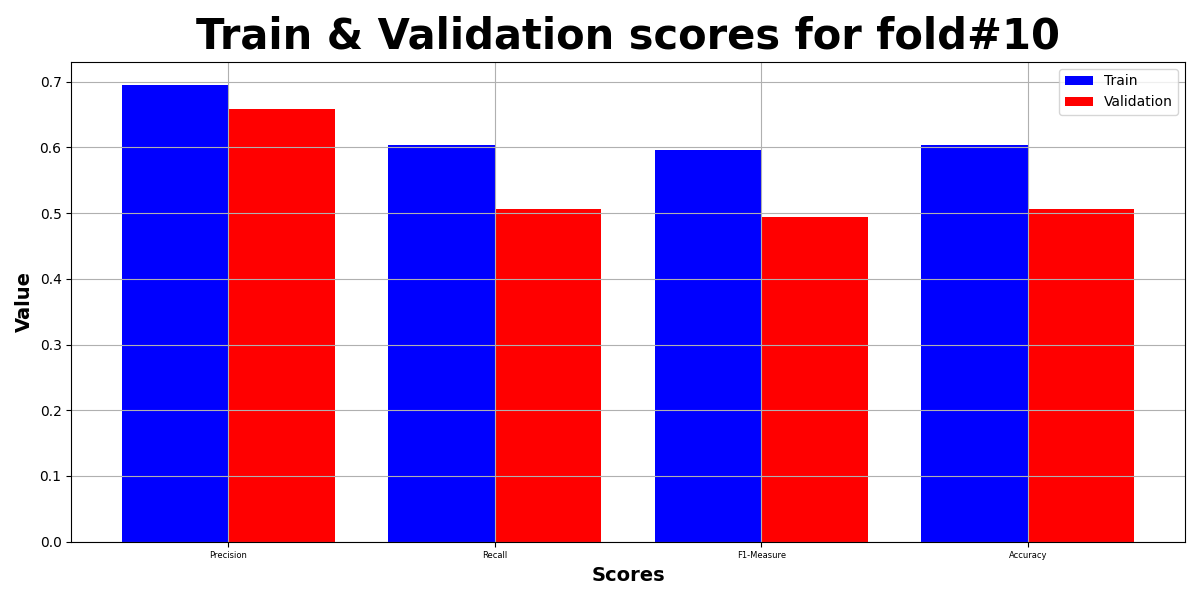 Train & Validation scores for fold#10
Train
Validation
0.7
0.6
0.5
0.4
0.3
0.2
0.1
0.0
Value
Precision Recall F1-Measure Accuracy
Scores